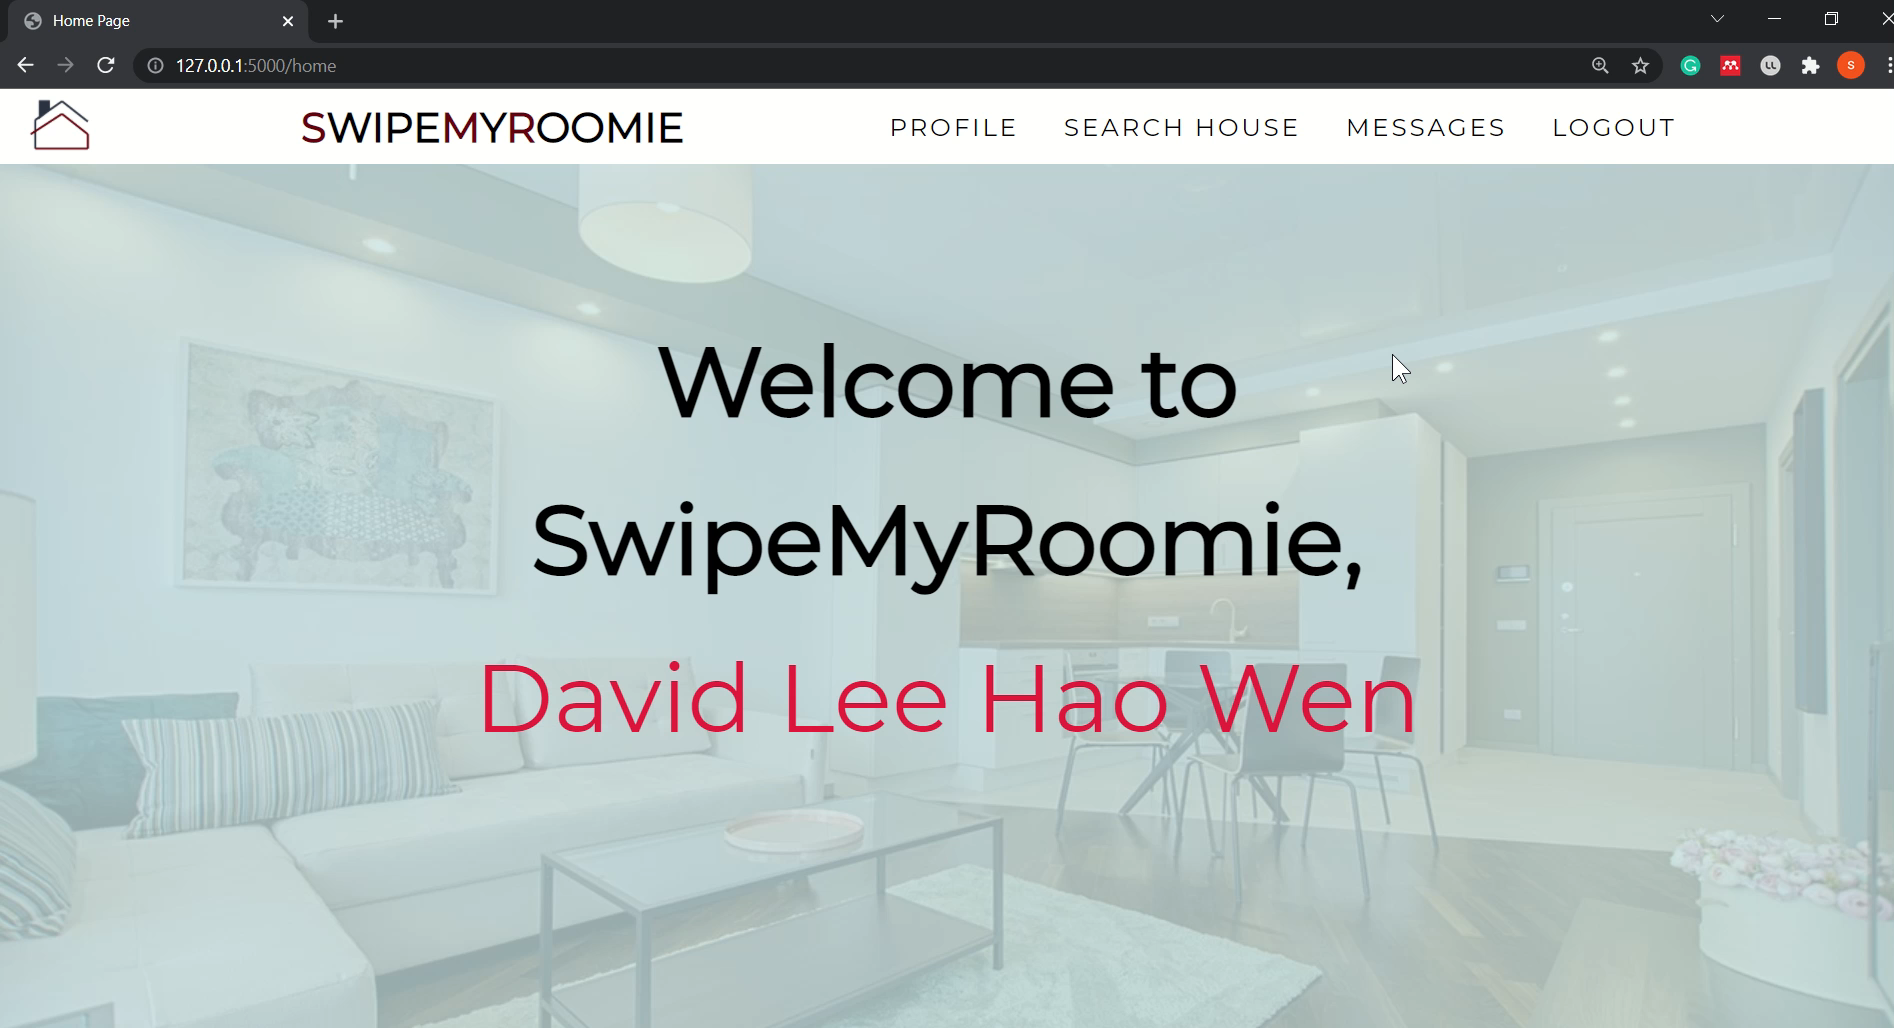 Home Page
127.0.0.1:5000/home
S
SWIPEMYROOMIE
PROFILE
SEARCH HOUSE
MESSAGES
LOGOUT
Welcome to
SwipeMyRoomie,
David Lee Hao Wen